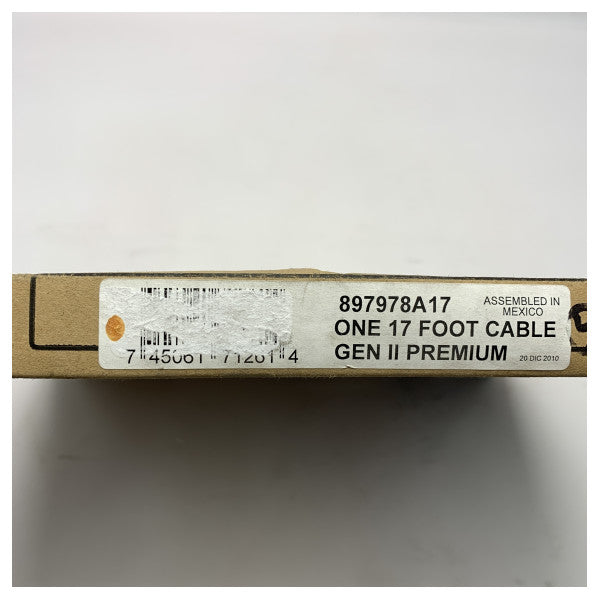 897978A17
ASSEMBLED IN
MEXICO
ONE 17 FOOT CABLE
GEN II PREMIUM
20 DIC 2010
7 45061 71261 4